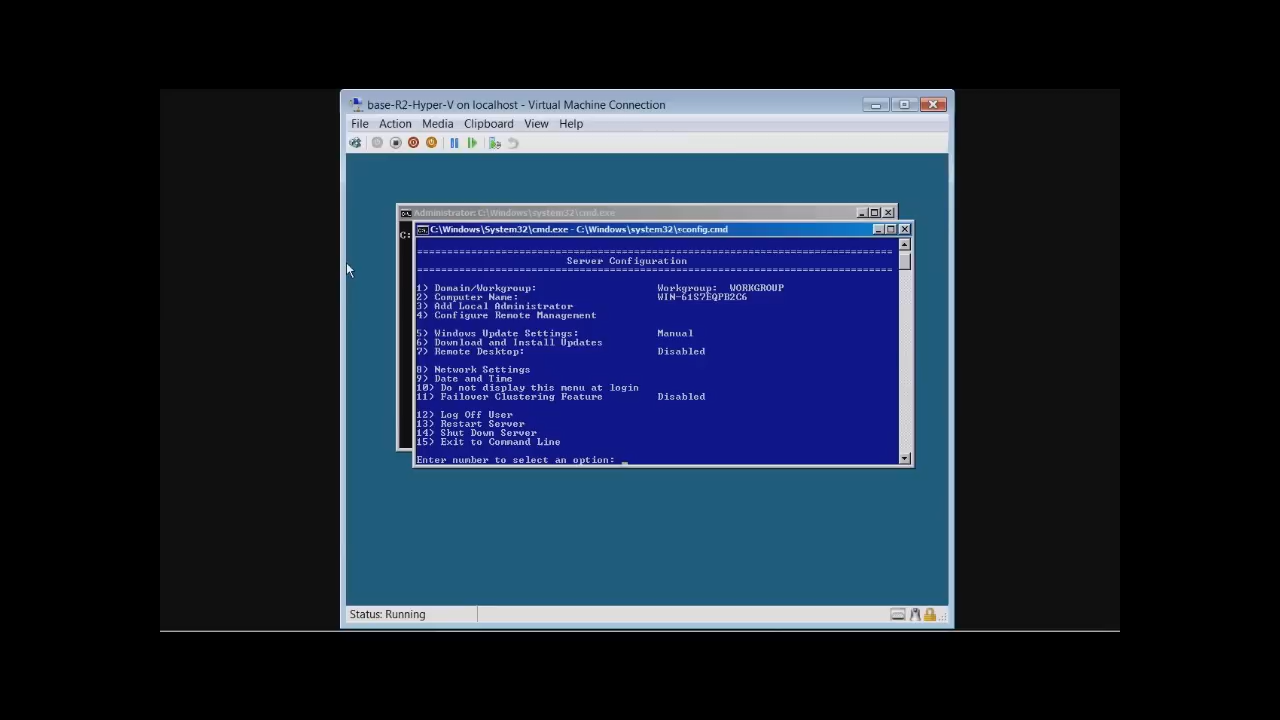 base-R2-Hyper-V on localhost - Virtual Machine Connection
File Action Media Clipboard View Help
Administrator: C:\Windows\system32\cmd.exe
C:
C:\Windows\System32\cmd.exe - C:\Windows\system32\sconfig.cmd
===============================================================================
Server Configuration
===============================================================================
1) Domain/Workgroup: Workgroup: WORKGROUP
2) Computer Name: WIN-61S7EQPB2C6
3) Add Local Administrator
4) Configure Remote Management
5) Windows Update Settings: Manual
6) Download and Install Updates
7) Remote Desktop: Disabled
8) Network Settings
9) Date and Time
10) Do not display this menu at login
11) Failover Clustering Feature Disabled
12) Log Off User
13) Restart Server
14) Shut Down Server
15) Exit to Command Line
Enter number to select an option: _
Status: Running